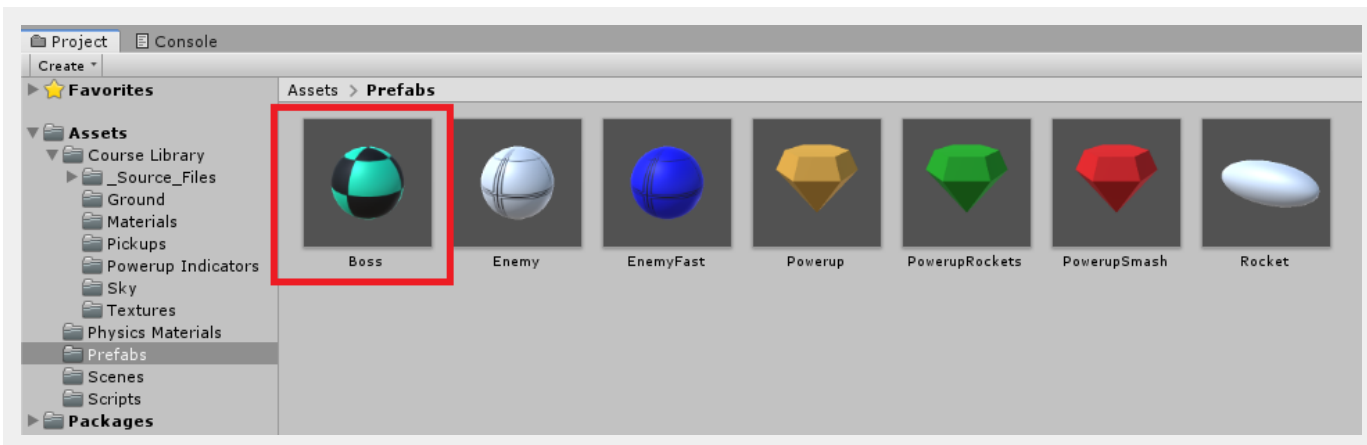 Project Console
Create
Favorites
Assets > Prefabs
Assets
Course Library
_Source_Files
Ground
Materials
Pickups
Powerup Indicators
Sky
Textures
Physics Materials
Prefabs
Scenes
Scripts
Packages
Boss Enemy EnemyFast Powerup PowerupRockets PowerupSmash Rocket